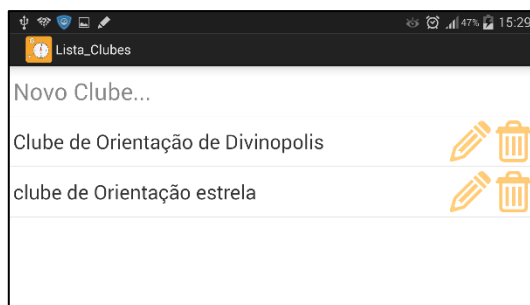 47% 15:29
Lista_Clubes
Novo Clube...
Clube de Orientação de Divinopolis
clube de Orientação estrela